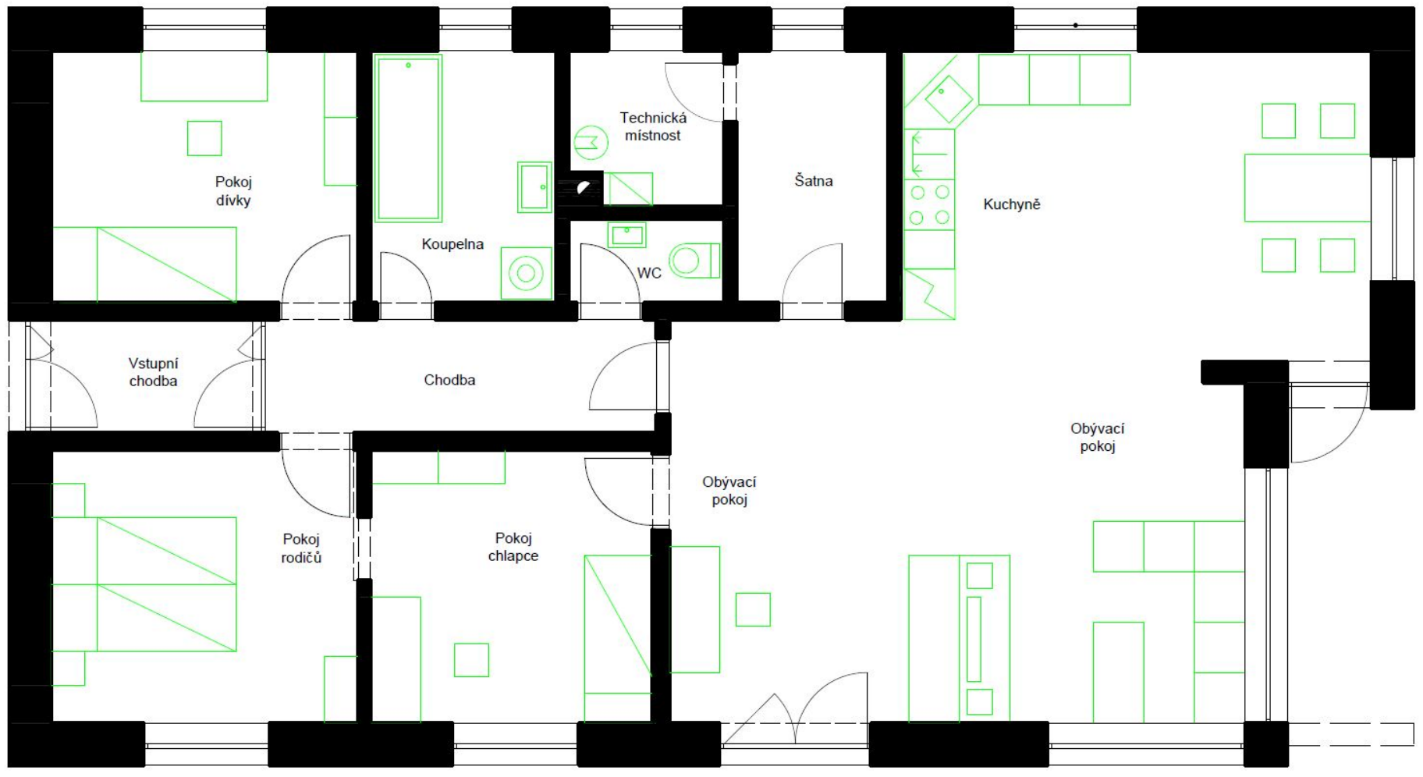 Technická
místnost
Pokoj
dívky
Šatna
Kuchyně
Koupelna
WC
Vstupní
chodba
Chodba
Obývací
pokoj
Obývací
pokoj
Pokoj
rodičů
Pokoj
chlapce